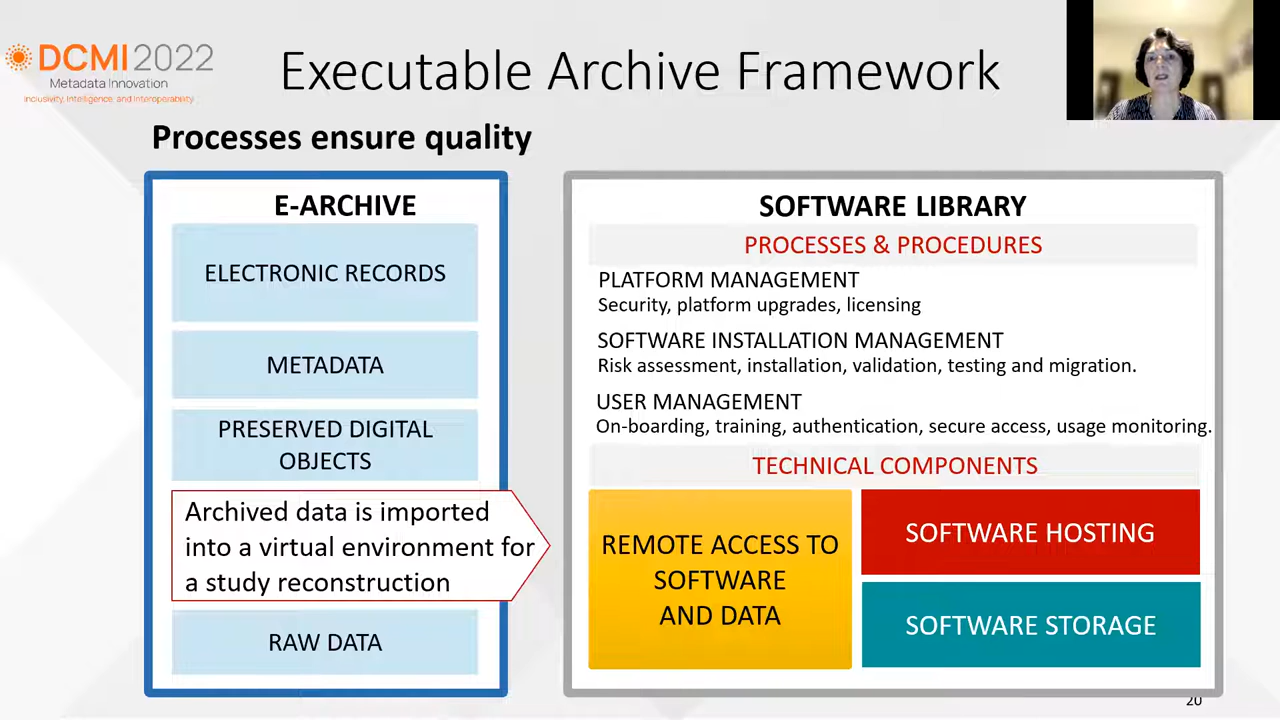 DCMI2022
Metadata Innovation
Inclusivity, Intelligence, and Interoperability
Executable Archive Framework
Processes ensure quality
E-ARCHIVE
ELECTRONIC RECORDS
METADATA
PRESERVED DIGITAL
OBJECTS
Archived data is imported
into a virtual environment for
a study reconstruction
RAW DATA
SOFTWARE LIBRARY
PROCESSES & PROCEDURES
PLATFORM MANAGEMENT
Security, platform upgrades, licensing
SOFTWARE INSTALLATION MANAGEMENT
Risk assessment, installation, validation, testing and migration.
USER MANAGEMENT
On-boarding, training, authentication, secure access, usage monitoring.
TECHNICAL COMPONENTS
REMOTE ACCESS TO
SOFTWARE
AND DATA
SOFTWARE HOSTING
SOFTWARE STORAGE
20